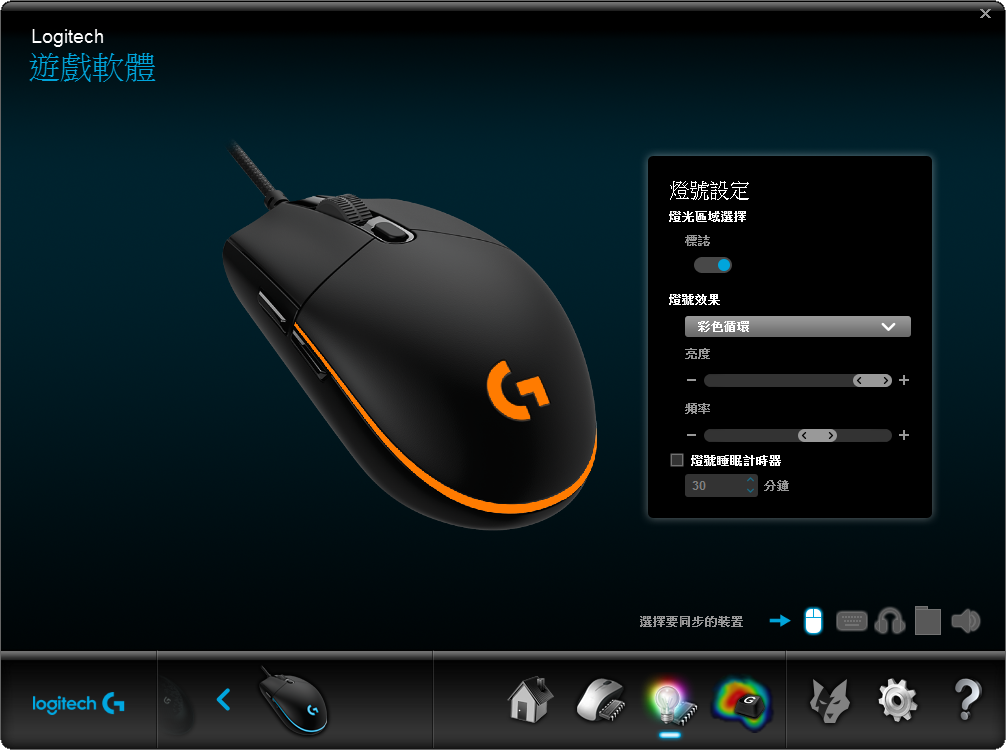 Logitech
遊戲軟體
燈號設定
燈光區域選擇
標誌
燈號效果
彩色循環
亮度
頻率
燈號睡眠計時器
30 分鐘
選擇要同步的裝置
logitech G